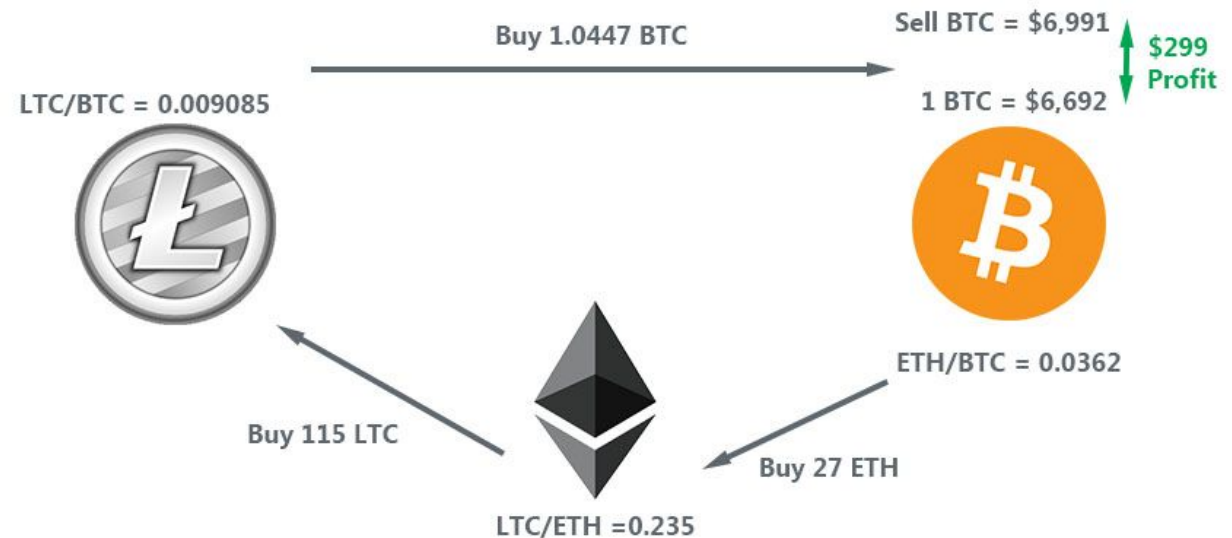 Buy 1.0447 BTC
Sell BTC = $6,991
$299
Profit
LTC/BTC = 0.009085
1 BTC = $6,692
ETH/BTC = 0.0362
Buy 115 LTC
Buy 27 ETH
LTC/ETH =0.235